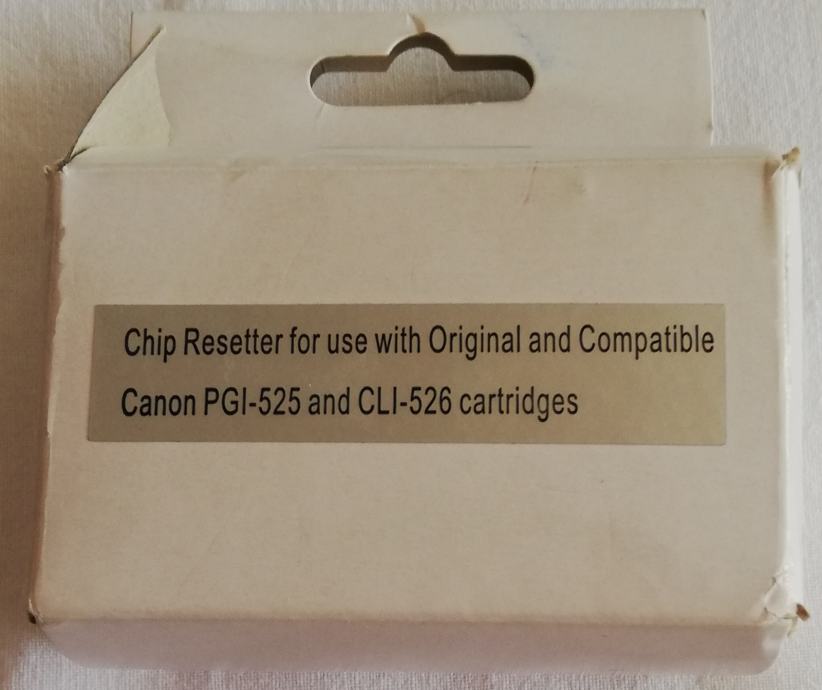 Chip Resetter for use with Original and Compatible
Canon PGI-525 and CLI-526 cartridges